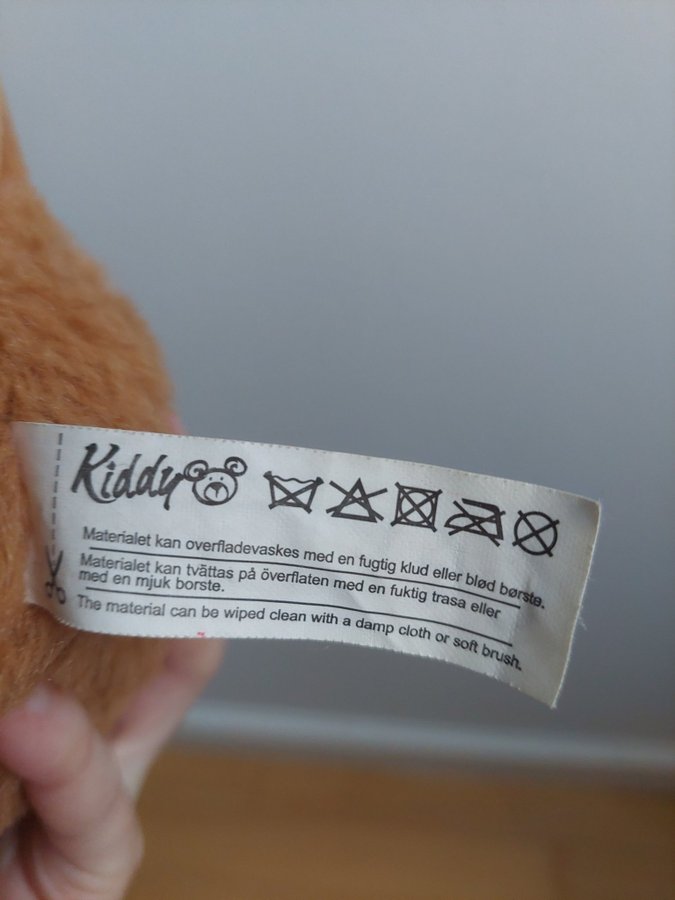 Kiddy
Materialet kan overfladevaskes med en fugtig klud eller blød børste.
Materialet kan tvättas på överflaten med en fuktig trasa eller
med en mjuk borste.
The material can be wiped clean with a damp cloth or soft brush.